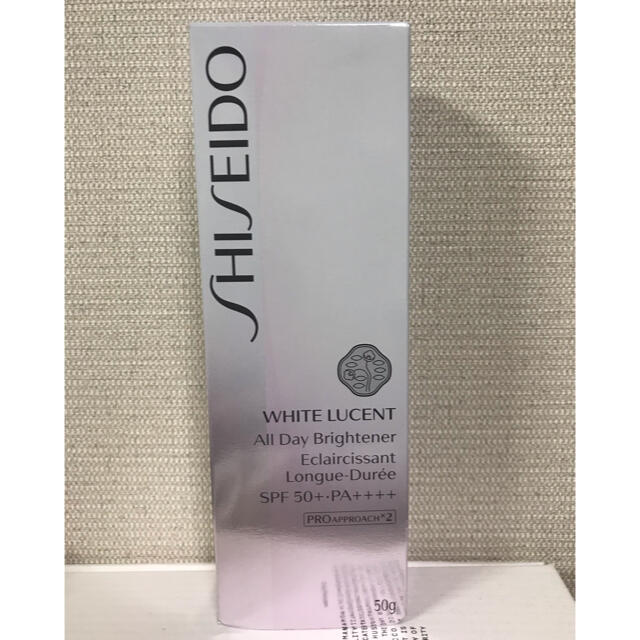 SHISEIDO
WHITE LUCENT
All Day Brightener
Eclaircissant
Longue-Durée
SPF 50+·PA++++
PROAPPROACH×2
50g